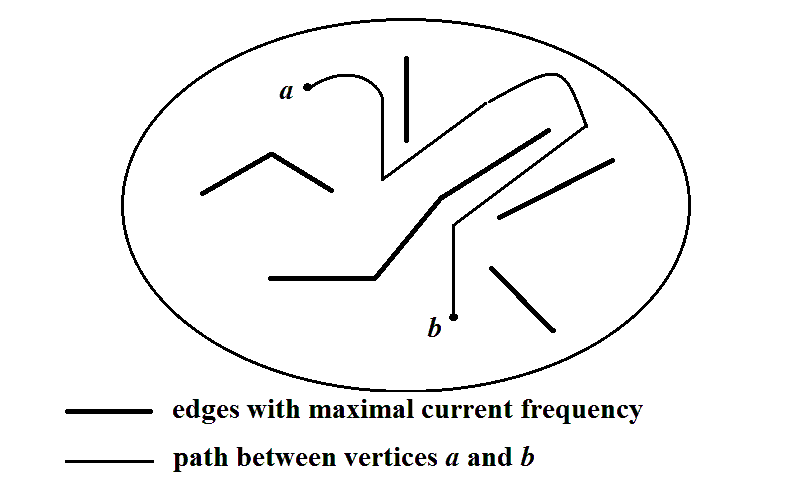 a
b
edges with maximal current frequency
path between vertices a and b